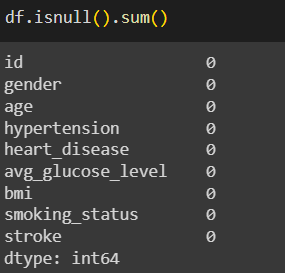 df.isnull().sum()
id 0
gender 0
age 0
hypertension 0
heart_disease 0
avg_glucose_level 0
bmi 0
smoking_status 0
stroke 0
dtype: int64